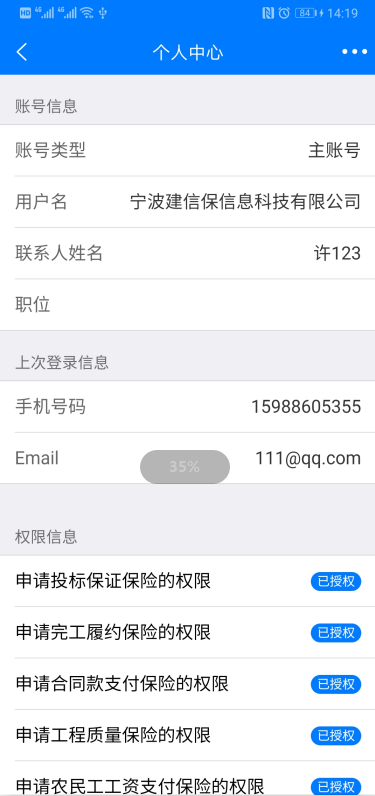 HD 4G 4G 84 14:19
个人中心
账号信息
账号类型 主账号
用户名 宁波建信保信息科技有限公司
联系人姓名 许123
职位
上次登录信息
手机号码 15988605355
Email 111@qq.com
35%
权限信息
申请投标保证保险的权限 已授权
申请完工履约保险的权限 已授权
申请合同款支付保险的权限 已授权
申请工程质量保险的权限 已授权
申请农民工工资支付保险的权限 已授权